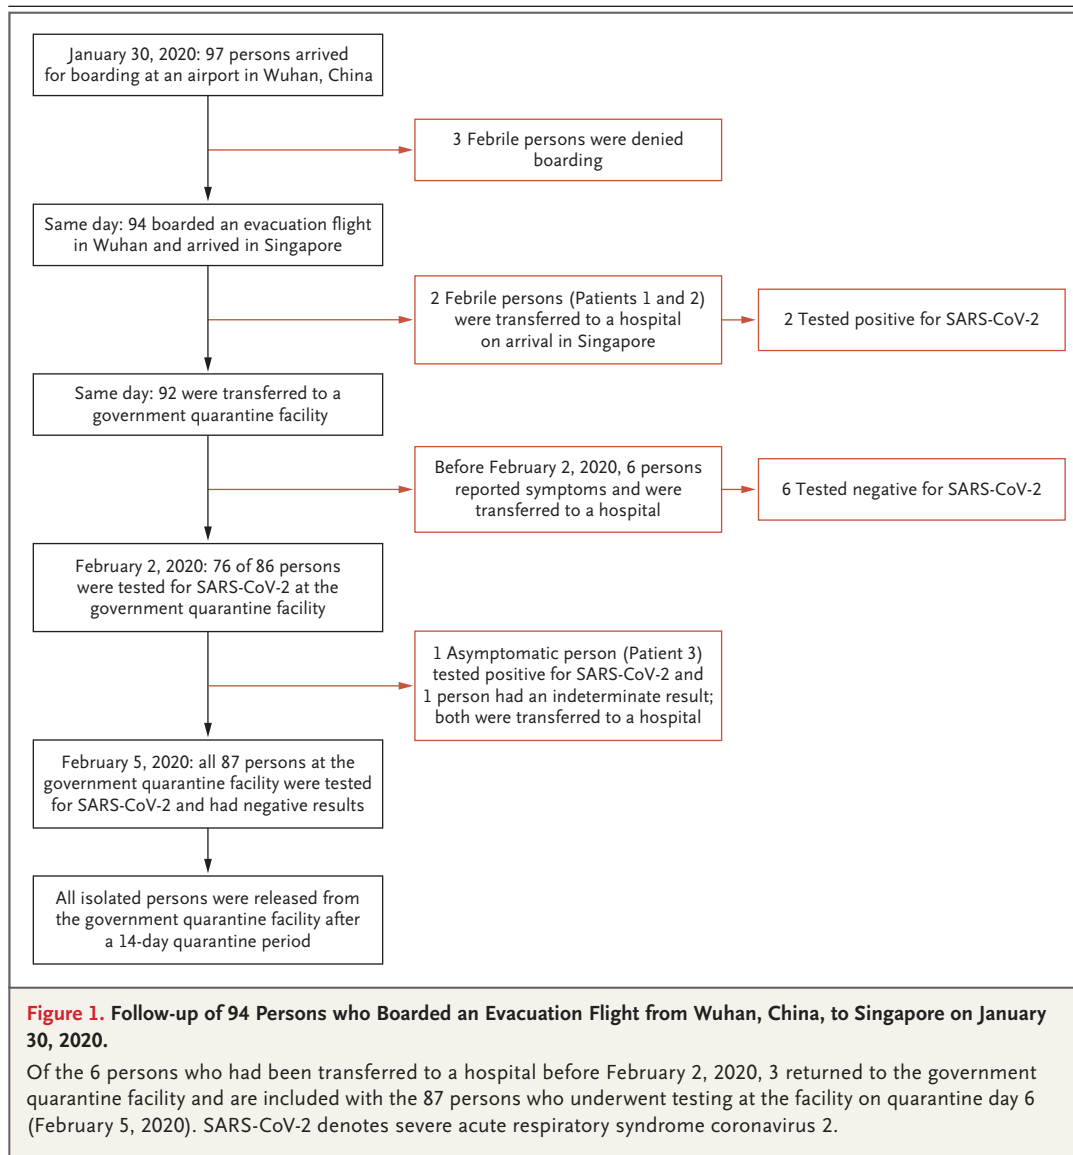 January 30, 2020: 97 persons arrived
for boarding at an airport in Wuhan, China
3 Febrile persons were denied
boarding
Same day: 94 boarded an evacuation flight
in Wuhan and arrived in Singapore
2 Febrile persons (Patients 1 and 2)
were transferred to a hospital
on arrival in Singapore
2 Tested positive for SARS-CoV-2
Same day: 92 were transferred to a
government quarantine facility
Before February 2, 2020, 6 persons
reported symptoms and were
transferred to a hospital
6 Tested negative for SARS-CoV-2
February 2, 2020: 76 of 86 persons
were tested for SARS-CoV-2 at the
government quarantine facility
1 Asymptomatic person (Patient 3)
tested positive for SARS-CoV-2 and
1 person had an indeterminate result;
both were transferred to a hospital
February 5, 2020: all 87 persons at the
government quarantine facility were tested
for SARS-CoV-2 and had negative results
All isolated persons were released from
the government quarantine facility after
a 14-day quarantine period
Figure 1. Follow-up of 94 Persons who Boarded an Evacuation Flight from Wuhan, China, to Singapore on January
30, 2020.
Of the 6 persons who had been transferred to a hospital before February 2, 2020, 3 returned to the government
quarantine facility and are included with the 87 persons who underwent testing at the facility on quarantine day 6
(February 5, 2020). SARS-CoV-2 denotes severe acute respiratory syndrome coronavirus 2.